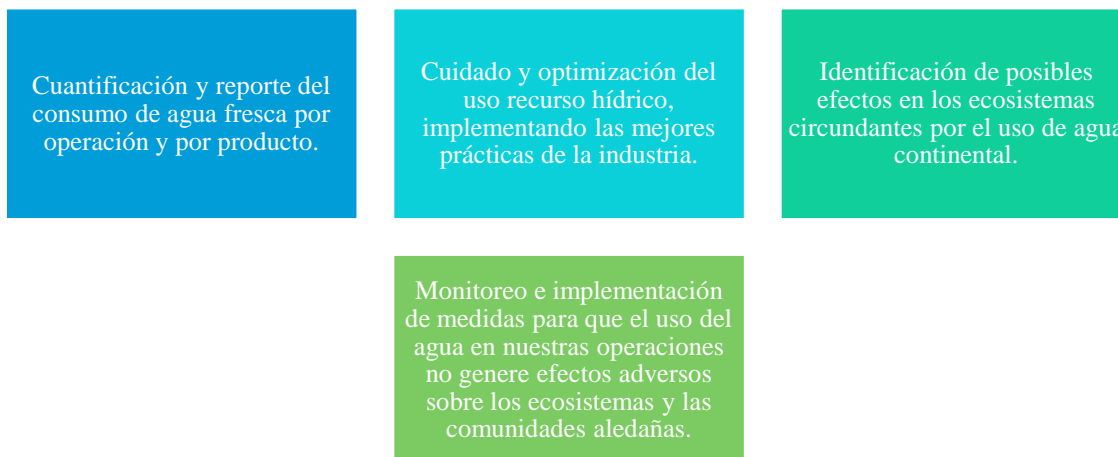 Cuantificación y reporte del
consumo de agua fresca por
operación y por producto.
Cuidado y optimización del
uso recurso hídrico,
implementando las mejores
prácticas de la industria.
Identificación de posibles
efectos en los ecosistemas
circundantes por el uso de agua
continental.
Monitoreo e implementación
de medidas para que el uso del
agua en nuestras operaciones
no genere efectos adversos
sobre los ecosistemas y las
comunidades aledañas.